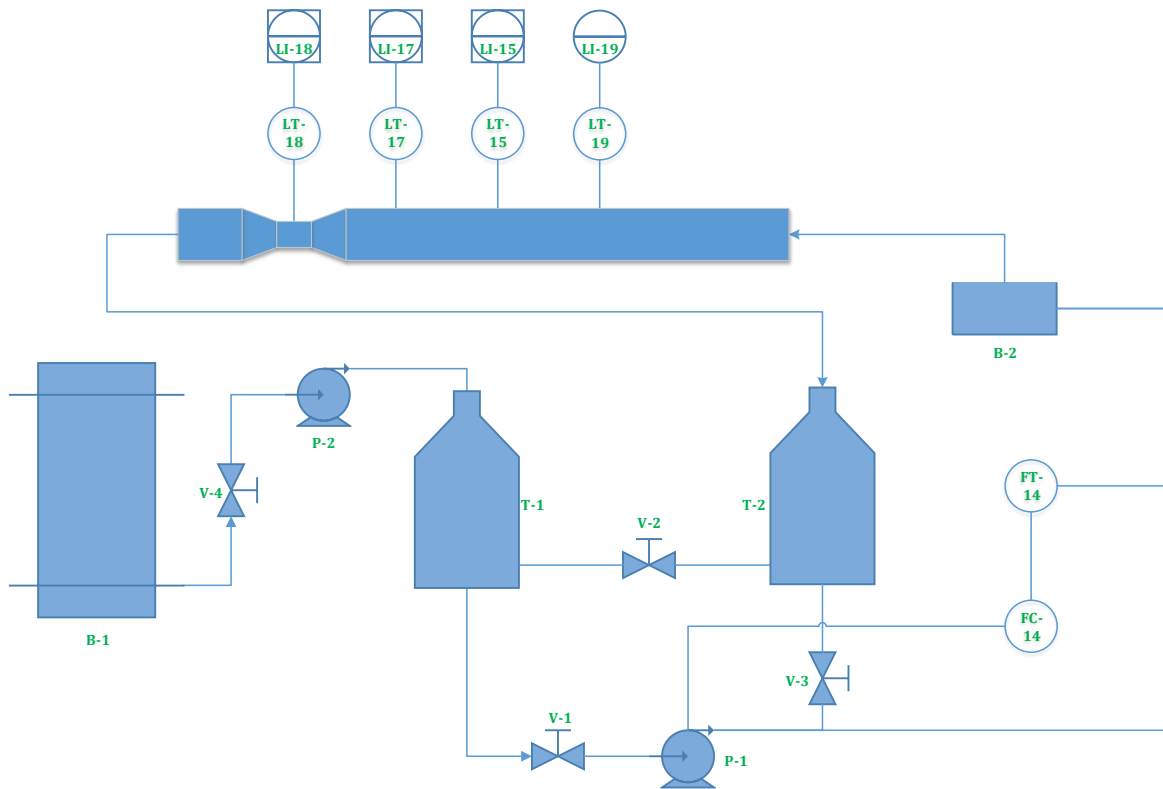 LI-18
LI-17
LI-15
LI-19
LT-
18
LT-
17
LT-
15
LT-
19
B-2
P-2
V-4
T-1
V-2
T-2
FT-
14
B-1
FC-
14
V-3
V-1
P-1